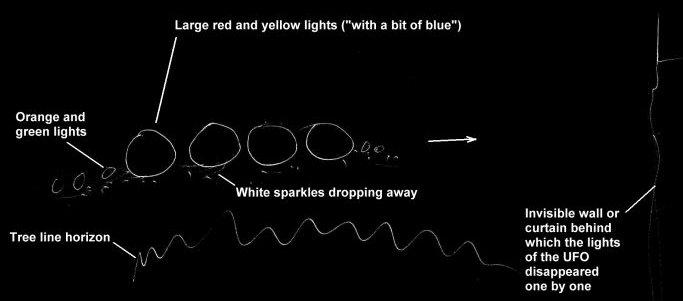 Large red and yellow lights ("with a bit of blue")
Orange and
green lights
White sparkles dropping away
Tree line horizon
Invisible wall or
curtain behind
which the lights
of the UFO
disappeared
one by one